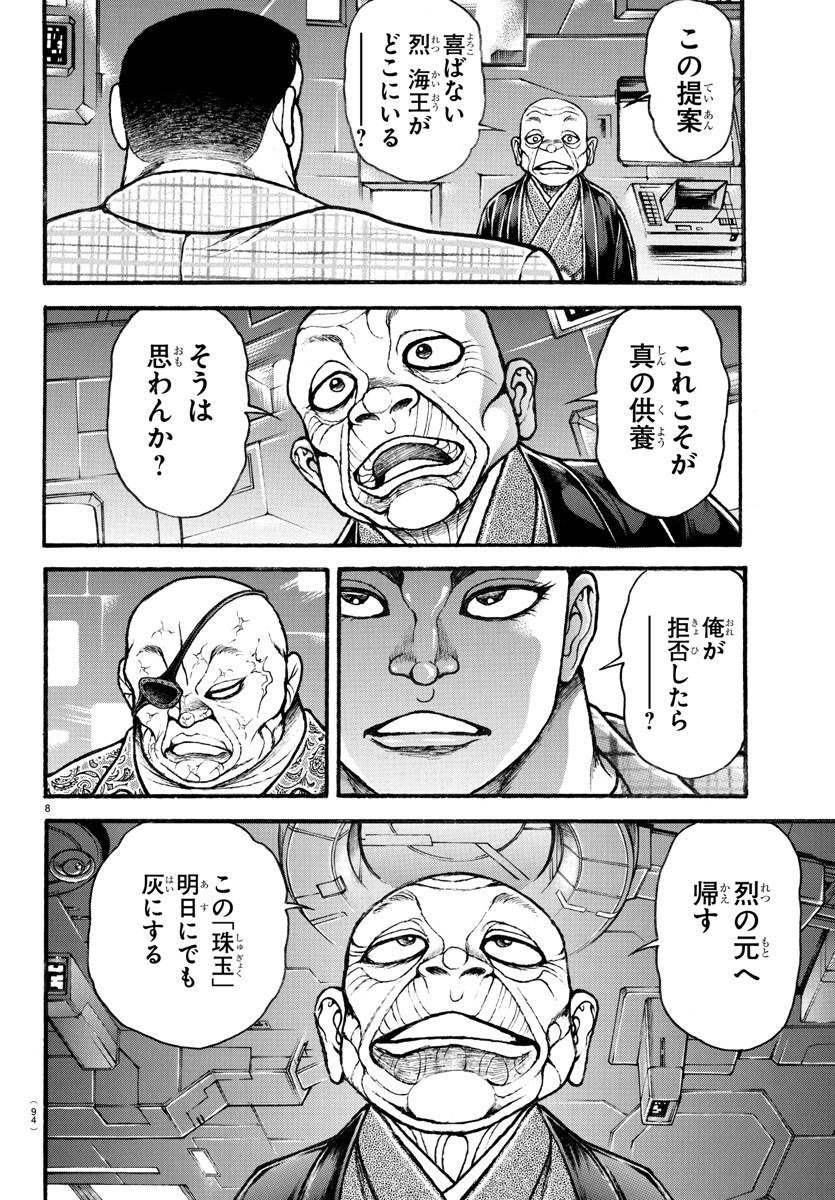 この提案
喜ばない
烈 海王が
どこにいる
――?
これこそが
真の供養
そうは
思わんか?
俺が
拒否したら
――?
8
烈の元へ
帰す
この「珠玉」
明日にでも
灰にする
(94)